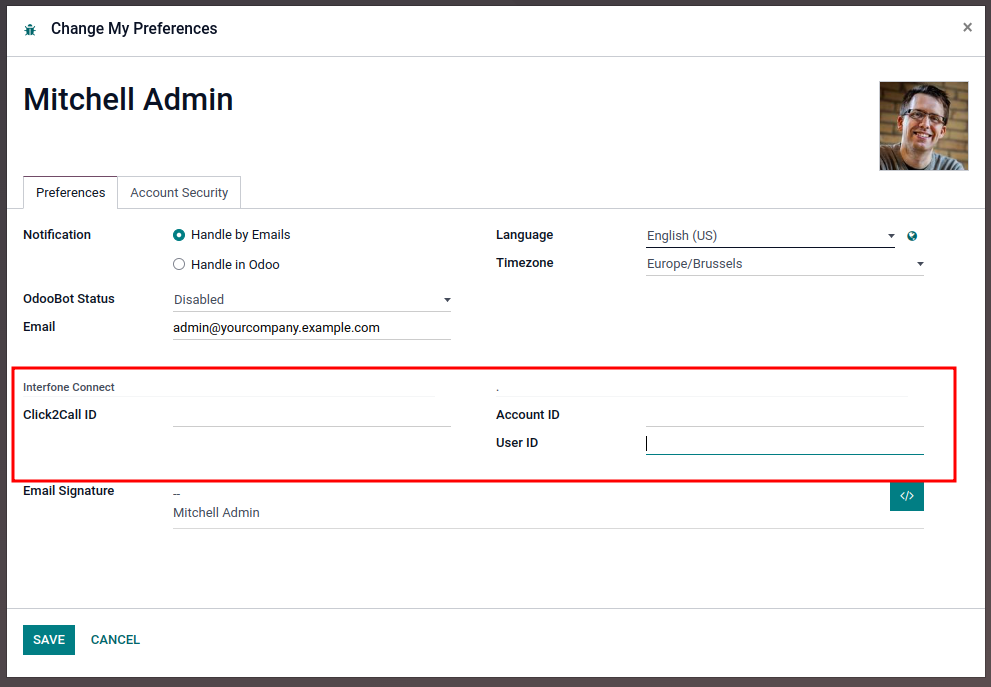 Change My Preferences ×
Mitchell Admin
Preferences Account Security
Notification Handle by Emails Language English (US)
Handle in Odoo Timezone Europe/Brussels
OdooBot Status Disabled
Email admin@yourcompany.example.com
Interfone Connect .
Click2Call ID Account ID
User ID
Email Signature -- </>
Mitchell Admin
SAVE CANCEL